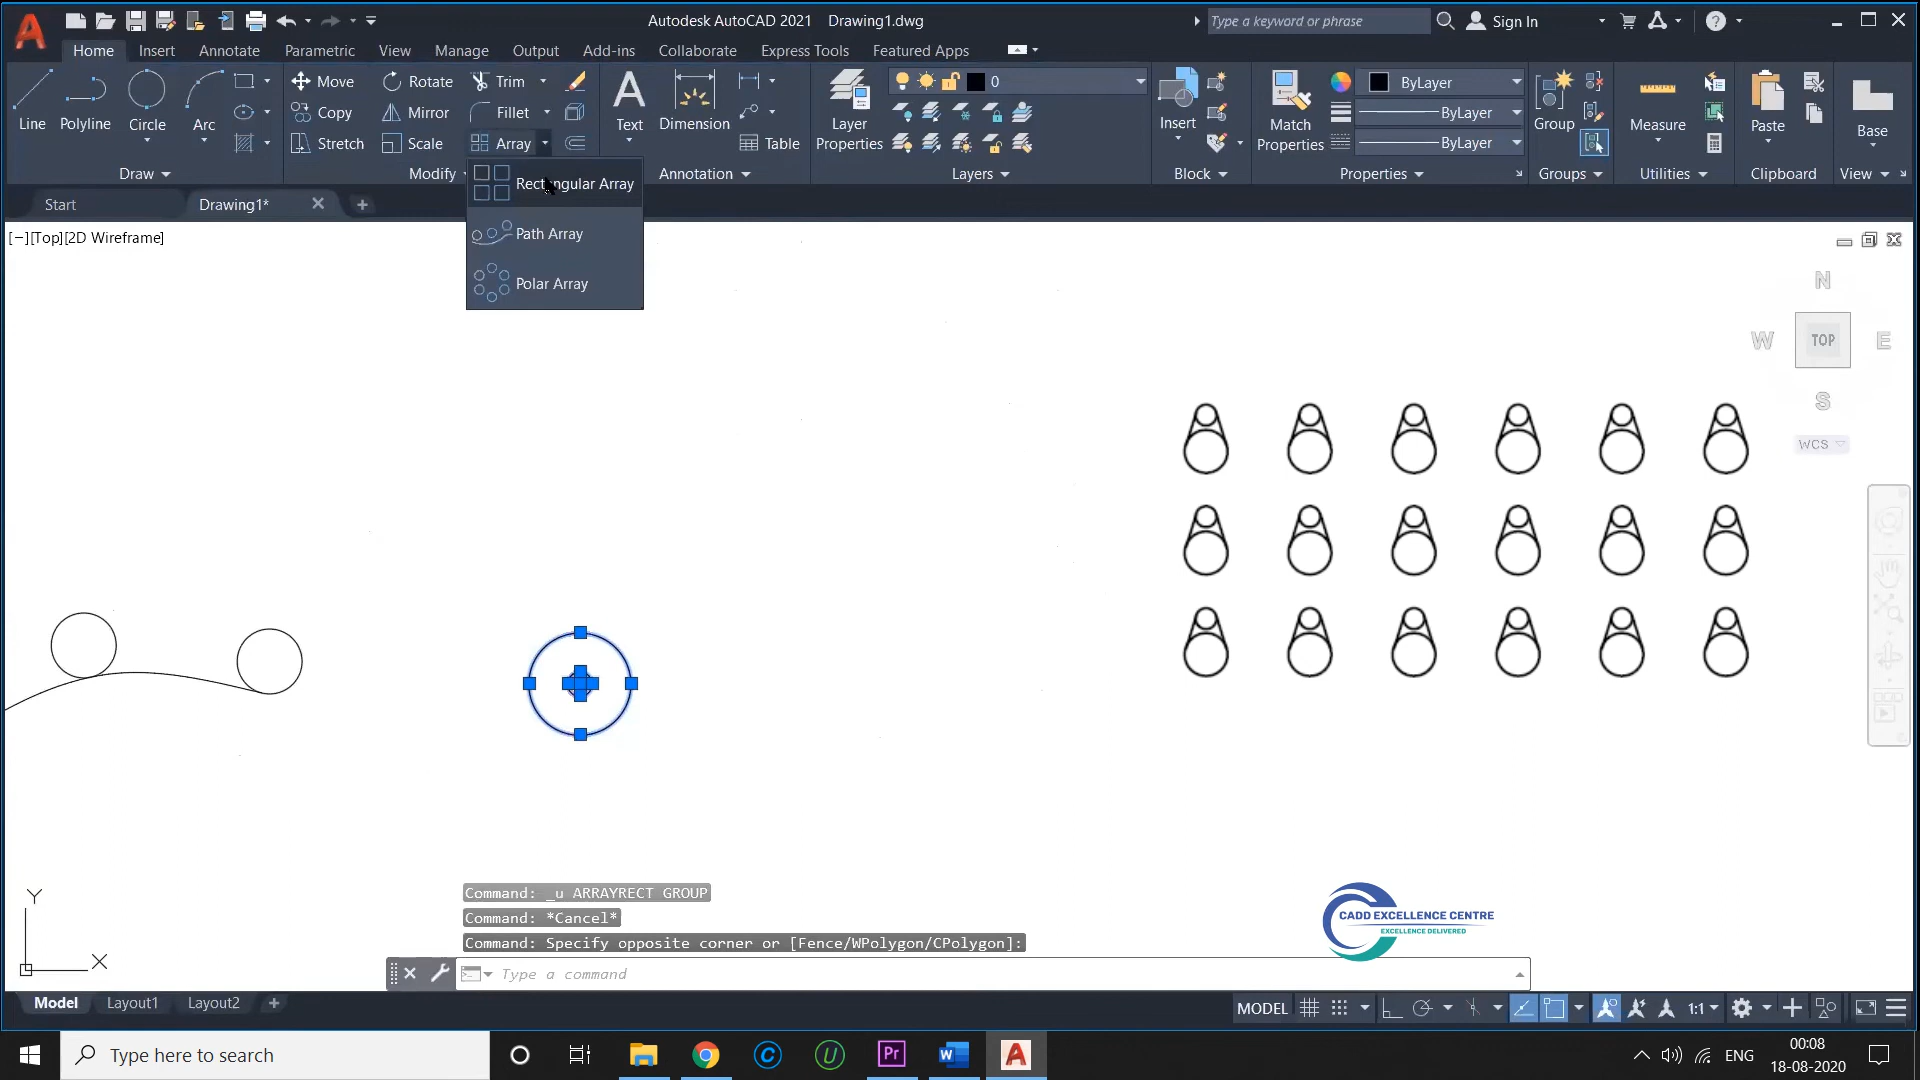 Autodesk AutoCAD 2021 Drawing1.dwg
Type a keyword or phrase
Sign In
Home Insert Annotate Parametric View Manage Output Add-ins Collaborate Express Tools Featured Apps
Move Rotate Trim
Copy Mirror Fillet
Stretch Scale Array
Line Polyline Circle Arc
Text Dimension Table
Layer Properties
0
Insert
Match Properties
ByLayer
ByLayer
ByLayer
Group
Measure
Paste
Base
Draw Modify Annotation Layers Block Properties Groups Utilities Clipboard View
Rectangular Array
Path Array
Polar Array
Start Drawing1*
[−][Top][2D Wireframe]
N
W TOP E
S
WCS
Command: _u ARRAYRECT GROUP
Command: *Cancel*
Command: Specify opposite corner or [Fence/WPolygon/CPolygon]:
Type a command
CADD EXCELLENCE CENTRE
EXCELLENCE DELIVERED
Y
X
Model Layout1 Layout2
MODEL 1:1
Type here to search
Pr
W
A
ENG
00:08
18-08-2020